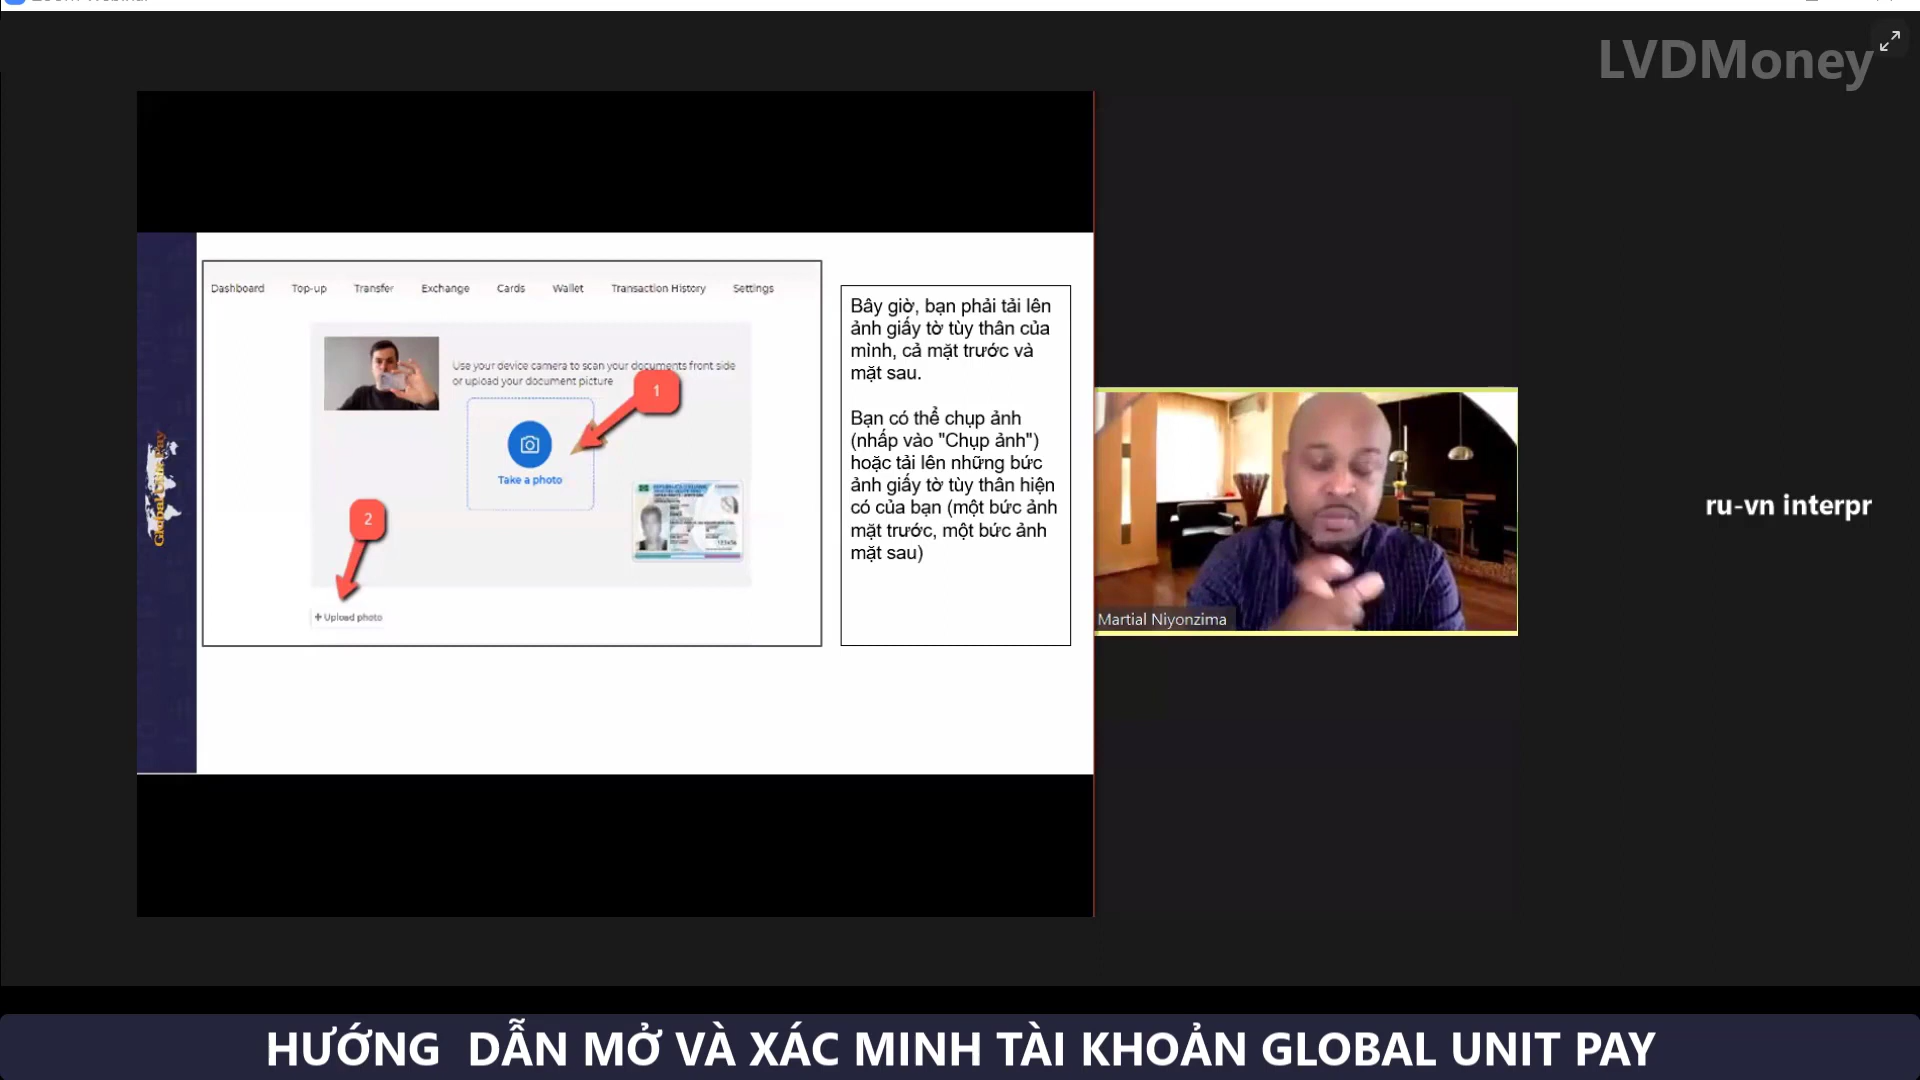 LVDMoney
Dashboard Top-up Transfer Exchange Cards Wallet Transaction History Settings
Use your device camera to scan your documents front side
or upload your document picture
1
Take a photo
2
+ Upload photo
Global Unit Pay
Bây giờ, bạn phải tải lên
ảnh giấy tờ tùy thân của
mình, cả mặt trước và
mặt sau.
Bạn có thể chụp ảnh
(nhấp vào "Chụp ảnh")
hoặc tải lên những bức
ảnh giấy tờ tùy thân hiện
có của bạn (một bức ảnh
mặt trước, một bức ảnh
mặt sau)
Martial Niyonzima
ru-vn interpr
HƯỚNG DẪN MỞ VÀ XÁC MINH TÀI KHOẢN GLOBAL UNIT PAY